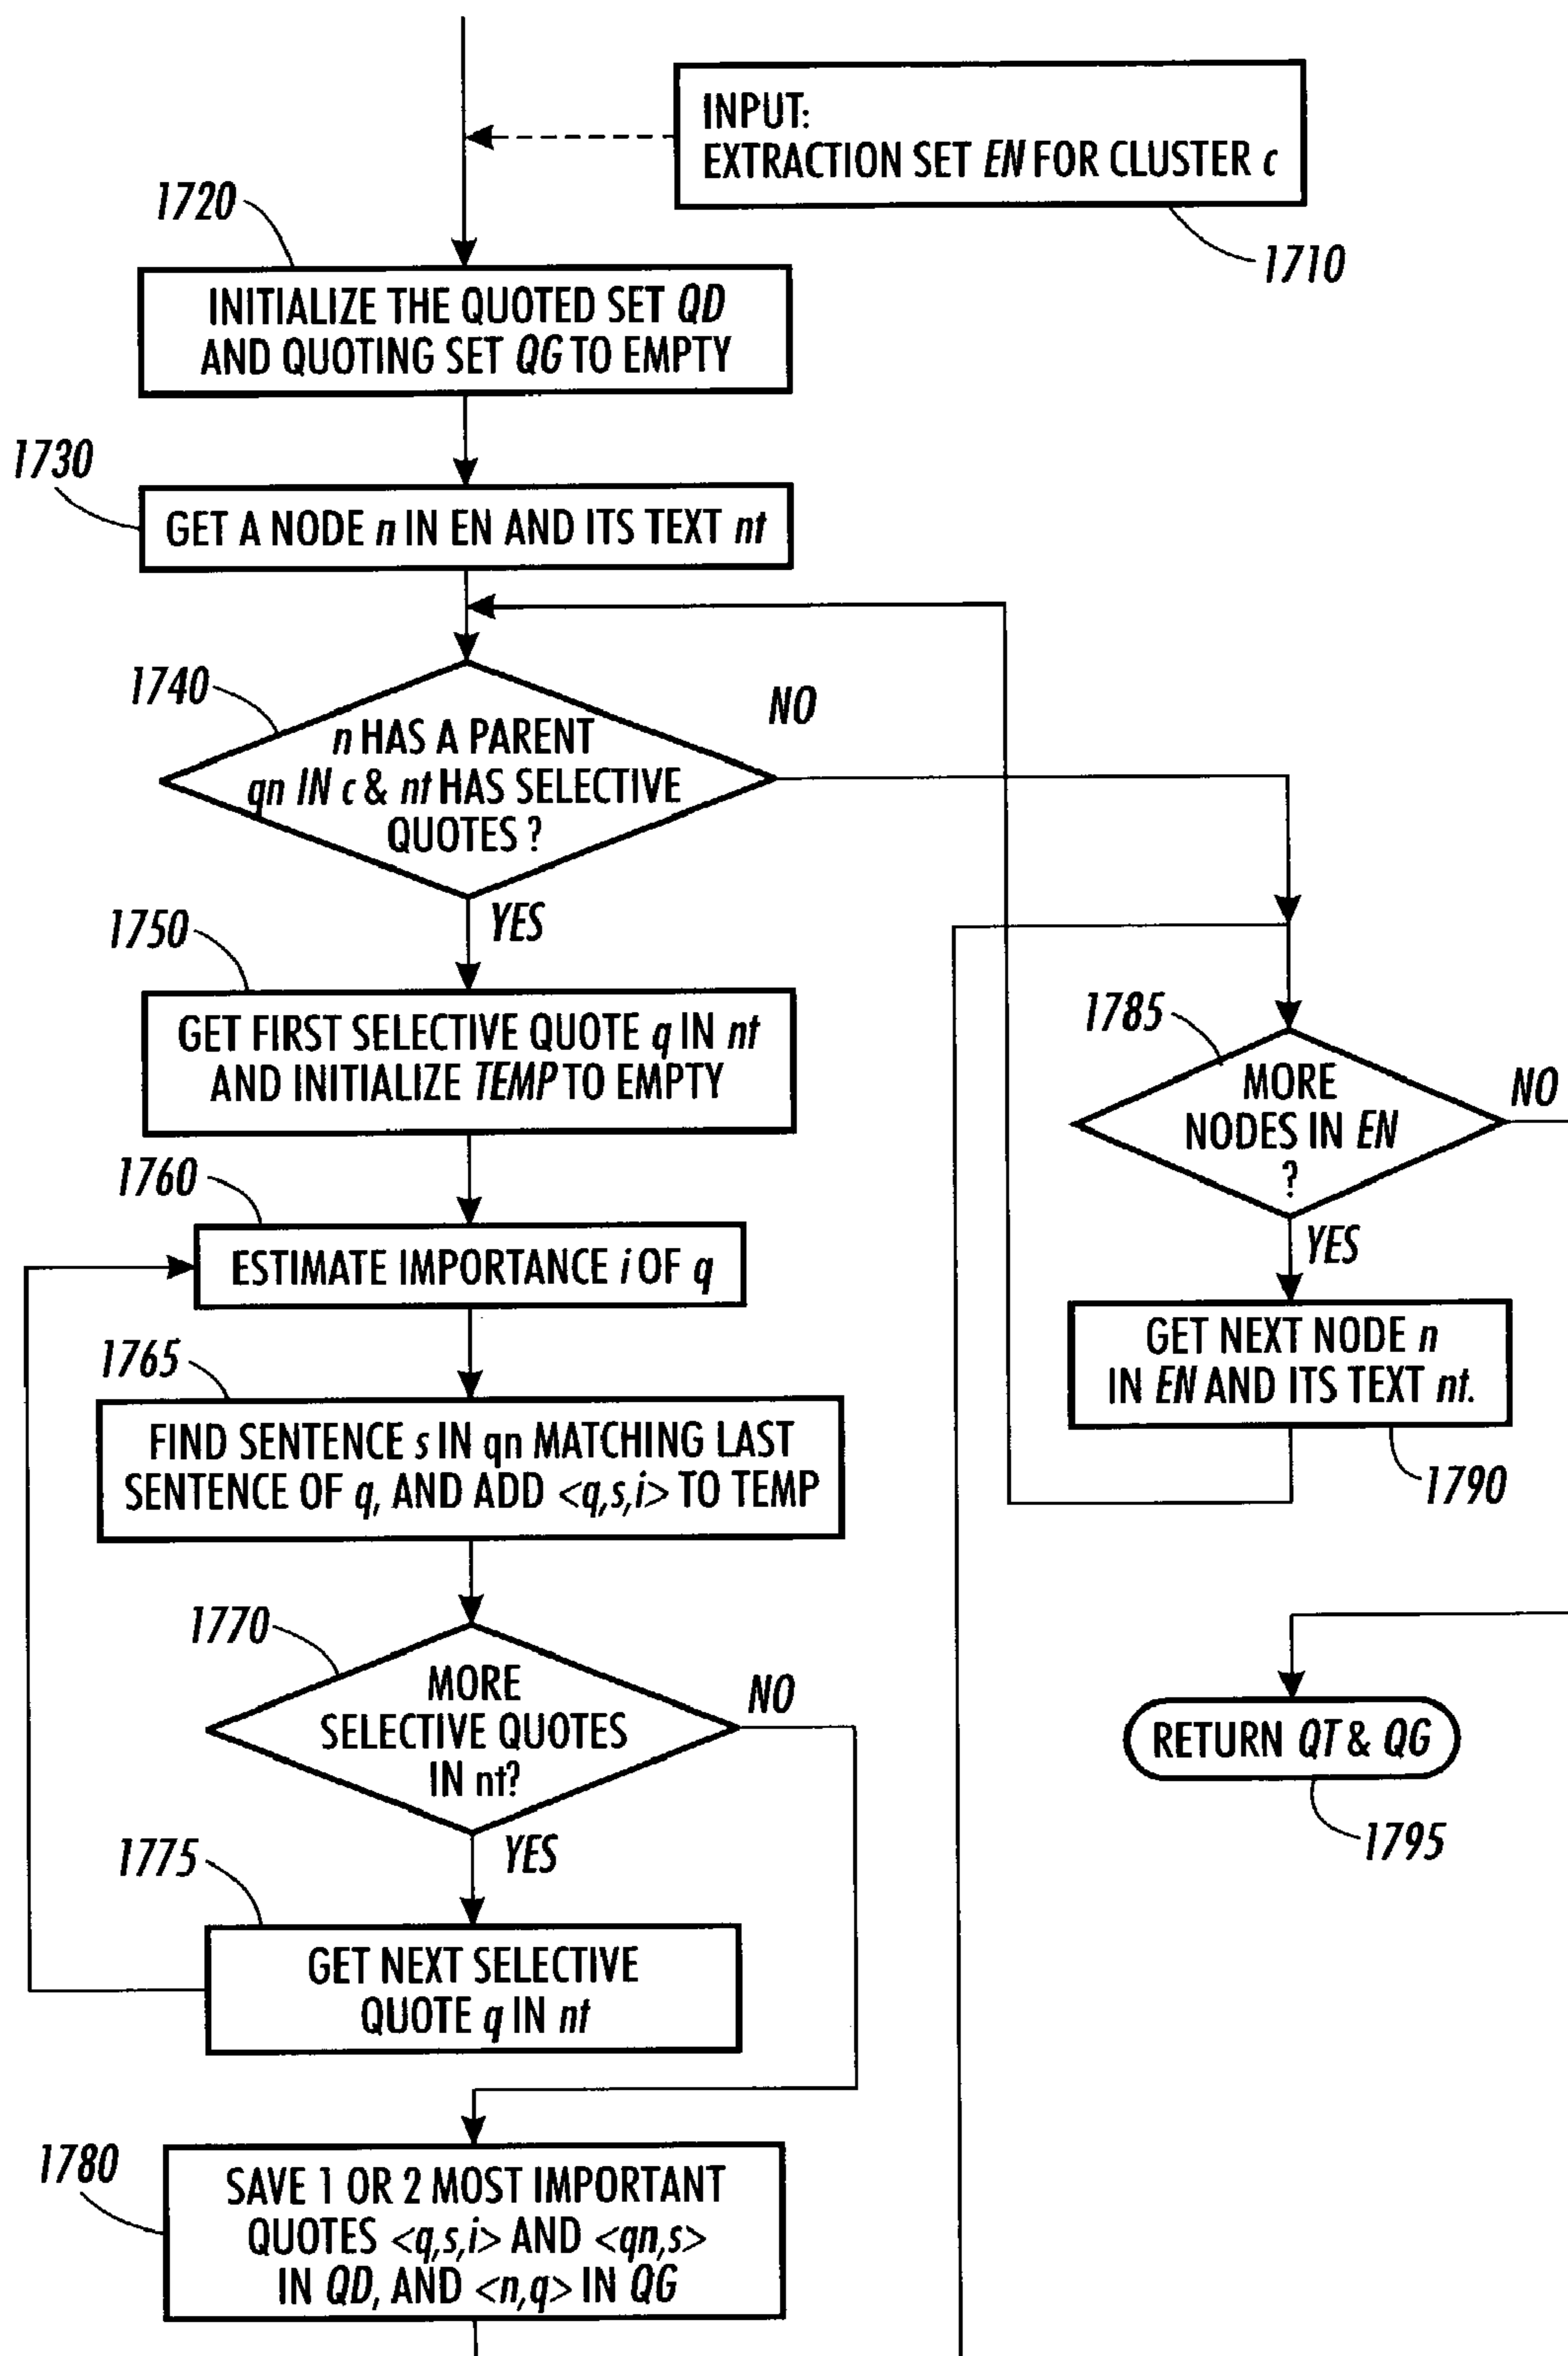 INPUT:
EXTRACTION SET EN FOR CLUSTER c
1710
1720
INITIALIZE THE QUOTED SET QD
AND QUOTING SET QG TO EMPTY
1730
GET A NODE n IN EN AND ITS TEXT nt
1740
NO
n HAS A PARENT
qn IN c & nt HAS SELECTIVE
QUOTES ?
YES
1750
GET FIRST SELECTIVE QUOTE q IN nt
AND INITIALIZE TEMP TO EMPTY
1760
ESTIMATE IMPORTANCE i OF q
1765
FIND SENTENCE s IN qn MATCHING LAST
SENTENCE OF q, AND ADD <q,s,i> TO TEMP
1770
MORE
SELECTIVE QUOTES
IN nt?
NO
YES
1775
GET NEXT SELECTIVE
QUOTE q IN nt
1780
SAVE 1 OR 2 MOST IMPORTANT
QUOTES <q,s,i> AND <qn,s>
IN QD, AND <n,q> IN QG
1785
MORE
NODES IN EN
?
NO
YES
GET NEXT NODE n
IN EN AND ITS TEXT nt.
1790
RETURN QT & QG
1795